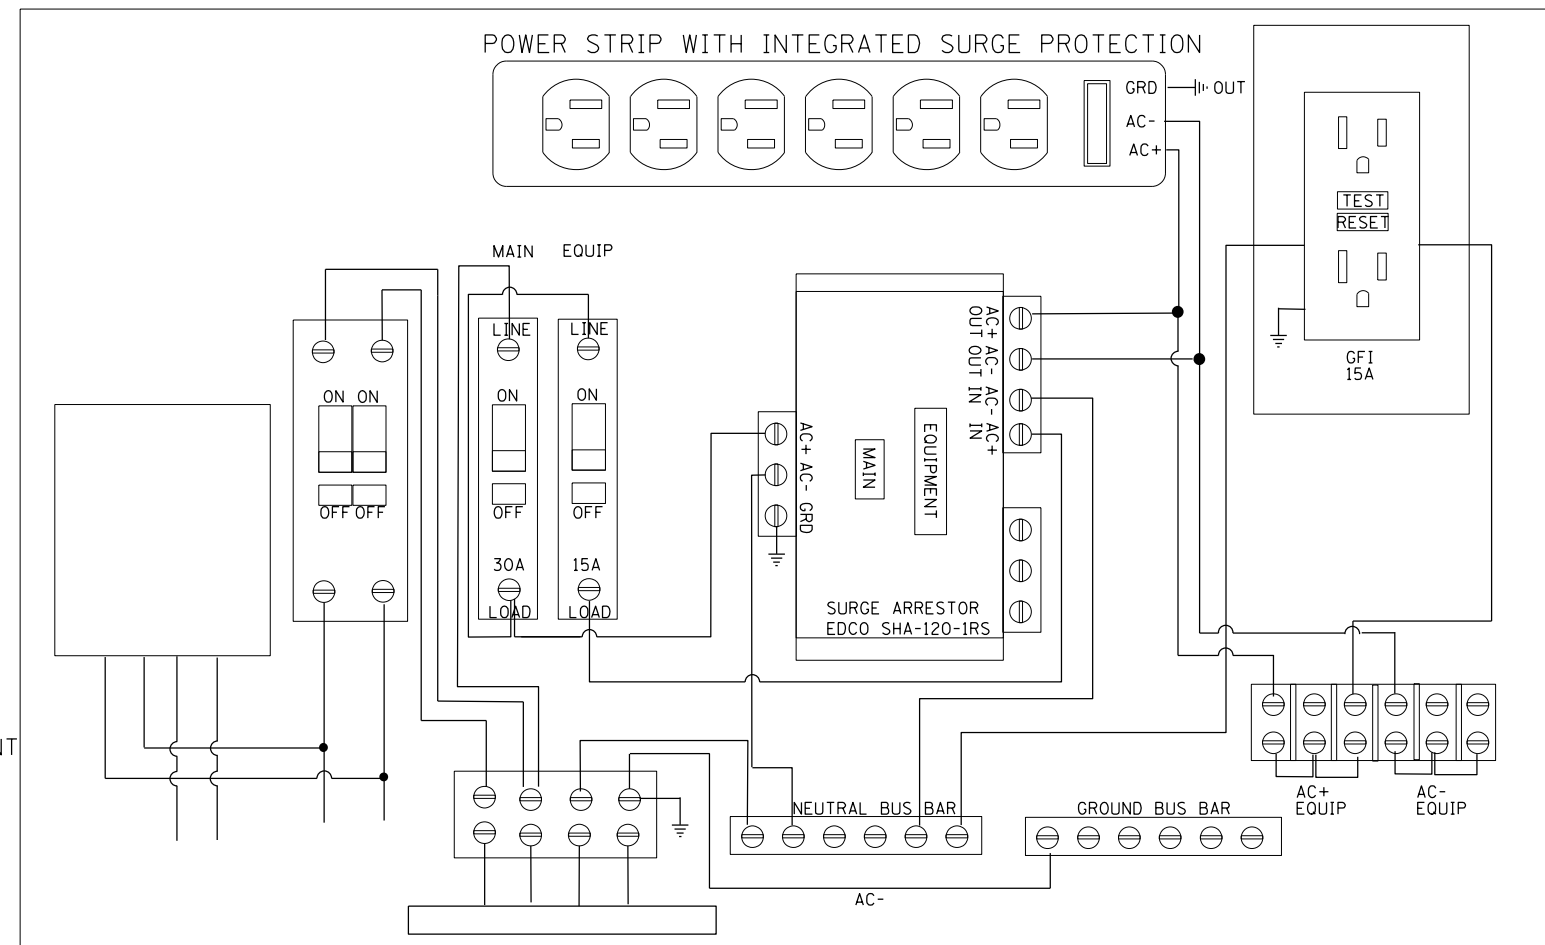 POWER STRIP WITH INTEGRATED SURGE PROTECTION
GRD
OUT
AC-
AC+
TEST
RESET
GFI
15A
MAIN
EQUIP
LINE
LINE
ON
ON
ON
ON
OFF
OFF
OFF
OFF
30A
15A
LOAD
LOAD
AC+ AC- AC- AC+
OUT OUT IN IN
AC+ AC- GRD
MAIN
EQUIPMENT
SURGE ARRESTOR
EDCO SHA-120-1RS
NT
NEUTRAL BUS BAR
GROUND BUS BAR
AC+
EQUIP
AC-
EQUIP
AC-